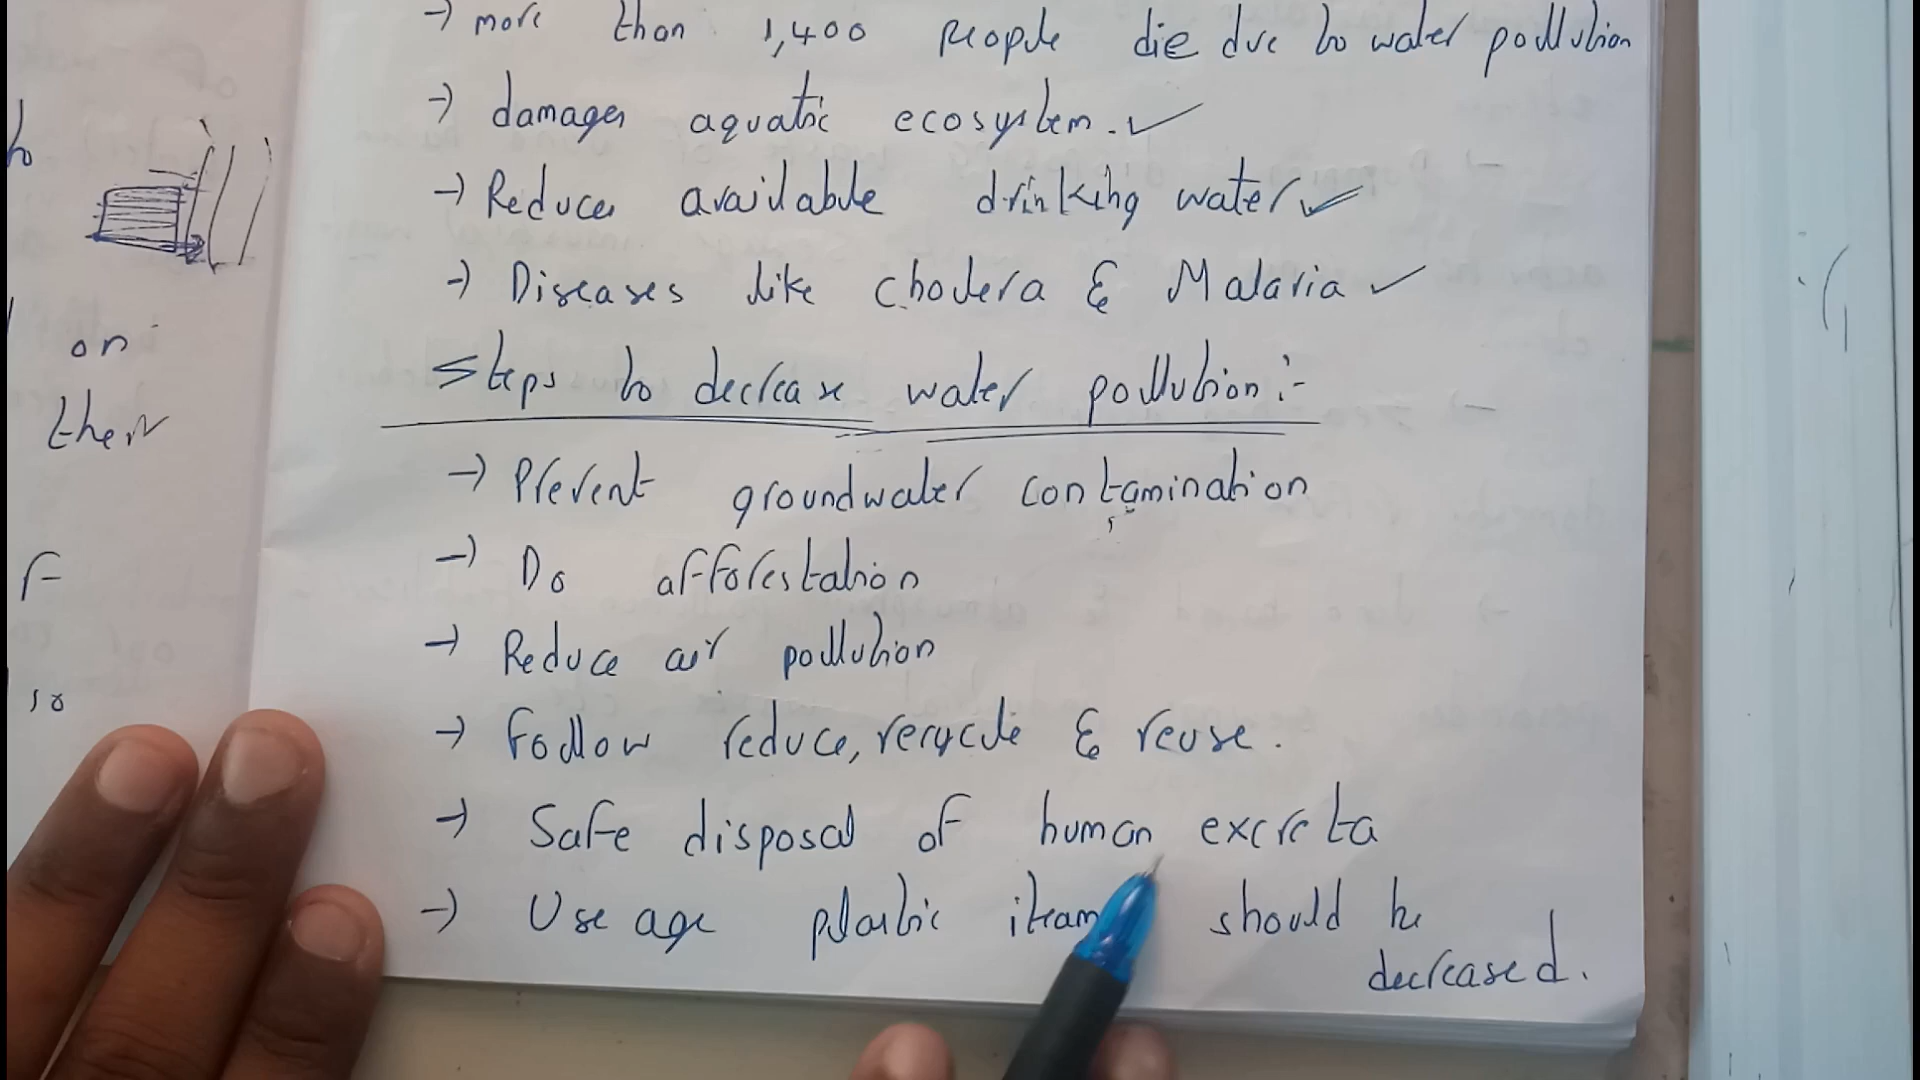 → more than 1,400 people die due to water pollution
→ damages aquatic ecosystem.
→ Reduces available drinking water
→ Diseases like cholera & Malaria
Steps to decrease water pollution :-
→ Prevent groundwater contamination
→ Do afforestation
→ Reduce air pollution
→ Follow reduce, recycle & reuse.
→ Safe disposal of human excreta
→ Useage plastic items should be
decreased.
on
then